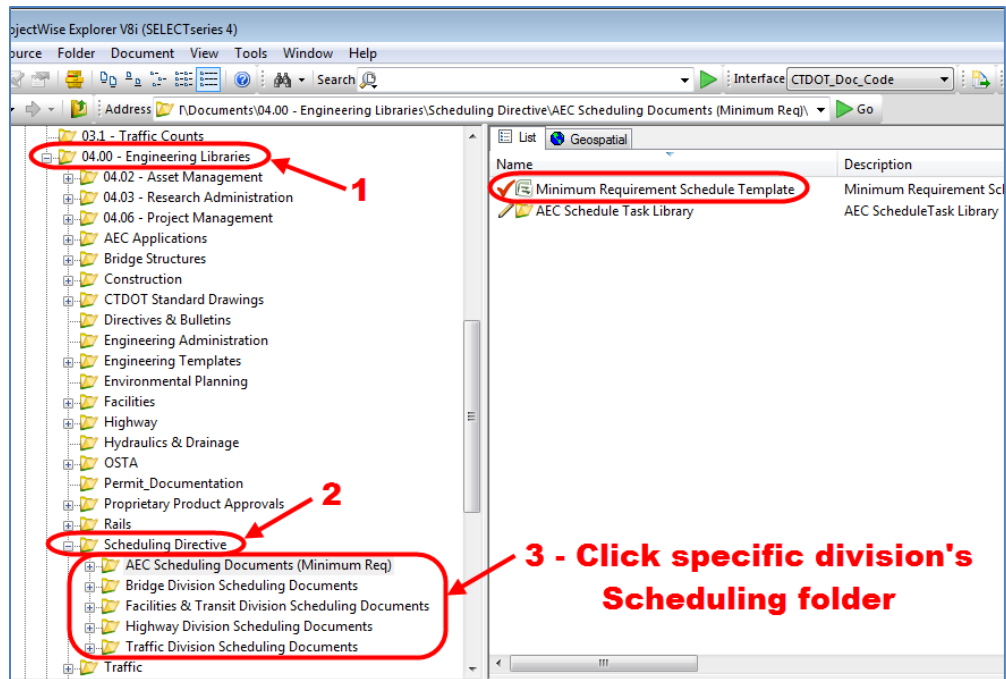 ojectWise Explorer V8i (SELECTseries 4)
ource Folder Document View Tools Window Help
Search Interface CTDOT_Doc_Code
Address \Documents\04.00 - Engineering Libraries\Scheduling Directive\AEC Scheduling Documents (Minimum Req)\ Go
03.1 - Traffic Counts
04.00 - Engineering Libraries
1
04.02 - Asset Management
04.03 - Research Administration
04.06 - Project Management
AEC Applications
Bridge Structures
Construction
CTDOT Standard Drawings
Directives & Bulletins
Engineering Administration
Engineering Templates
Environmental Planning
Facilities
Highway
Hydraulics & Drainage
OSTA
Permit_Documentation
Proprietary Product Approvals
2
Rails
Scheduling Directive
AEC Scheduling Documents (Minimum Req)
Bridge Division Scheduling Documents
Facilities & Transit Division Scheduling Documents
Highway Division Scheduling Documents
Traffic Division Scheduling Documents
Traffic
List Geospatial
Name Description
Minimum Requirement Schedule Template Minimum Requirement Scl
AEC Schedule Task Library AEC ScheduleTask Library
3 - Click specific division's
Scheduling folder